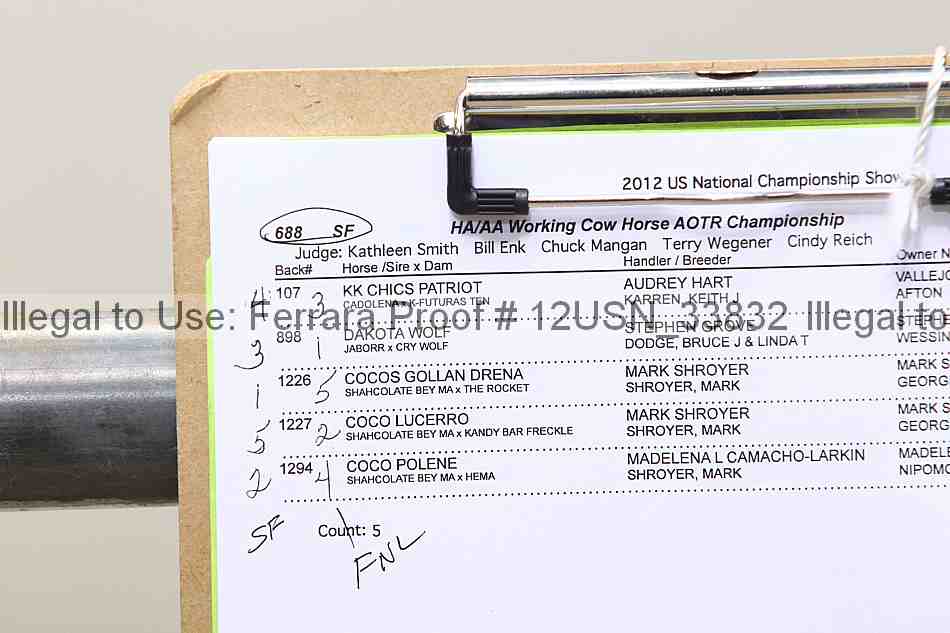 2012 US National Championship Show
688 SF
HA/AA Working Cow Horse AOTR Championship
Judge: Kathleen Smith Bill Enk Chuck Mangan Terry Wegener Cindy Reich
Back# Horse /Sire x Dam Handler / Breeder Owner N
4 107 3 KK CHICS PATRIOT AUDREY HART VALLEJO
CADOLENA x K-FUTURAS TEN KARREN, KEITH J AFTON
Illegal to Use: Ferrara Proof # 12USN_33832 Illegal to
3 898 1 DAKOTA WOLF STEPHEN GROVE
JABORR x CRY WOLF DODGE, BRUCE J & LINDA T WESSIN
1 1226 5 COCOS GOLLAN DRENA MARK SHROYER MARK S
SHAHCOLATE BEY MA x THE ROCKET SHROYER, MARK GEORG
5 1227 2 COCO LUCERRO MARK SHROYER MARK S
SHAHCOLATE BEY MA x KANDY BAR FRECKLE SHROYER, MARK GEORG
2 1294 4 COCO POLENE MADELENA L CAMACHO-LARKIN MADELE
SHAHCOLATE BEY MA x HEMA SHROYER, MARK NIPOMO
SF Count: 5
FNL